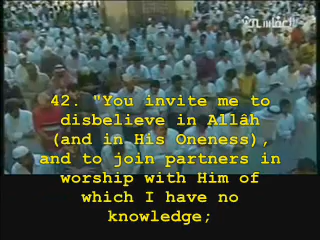 42. "You invite me to
disbelieve in Allâh
(and in His Oneness),
and to join partners in
worship with Him of
which I have no
knowledge;